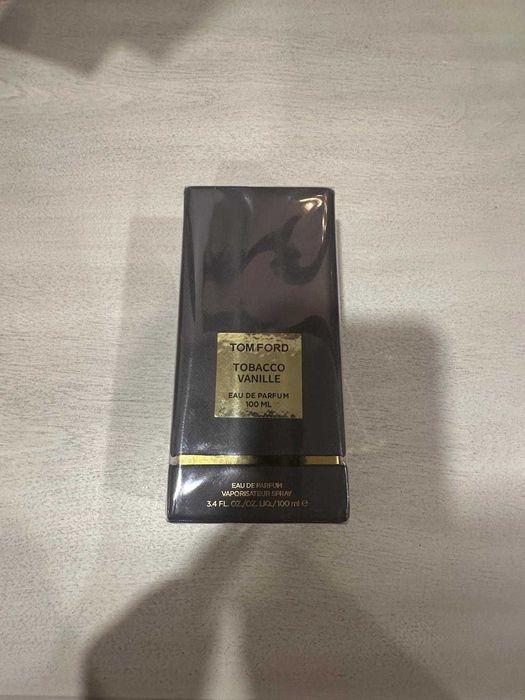 TOM FORD
TOBACCO
VANILLE
EAU DE PARFUM
100 ML
EAU DE PARFUM
VAPORISATEUR SPRAY
3.4 FL. OZ./OZ. LIQ./100 ml ℮